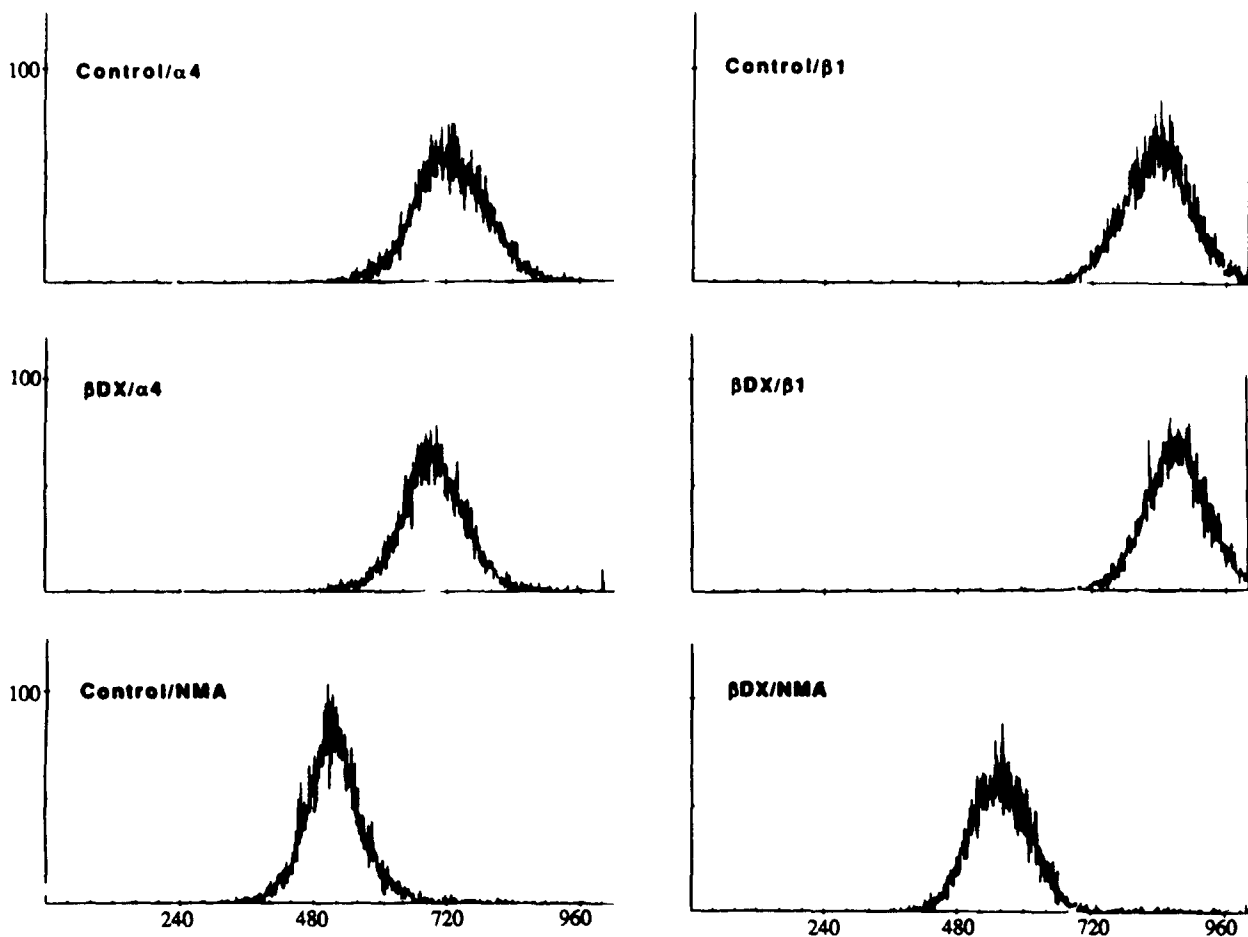 100
Control/α4
Control/β1
100
βDX/α4
βDX/β1
100
Control/NMA
βDX/NMA
240 480 720 960
240 480 720 960